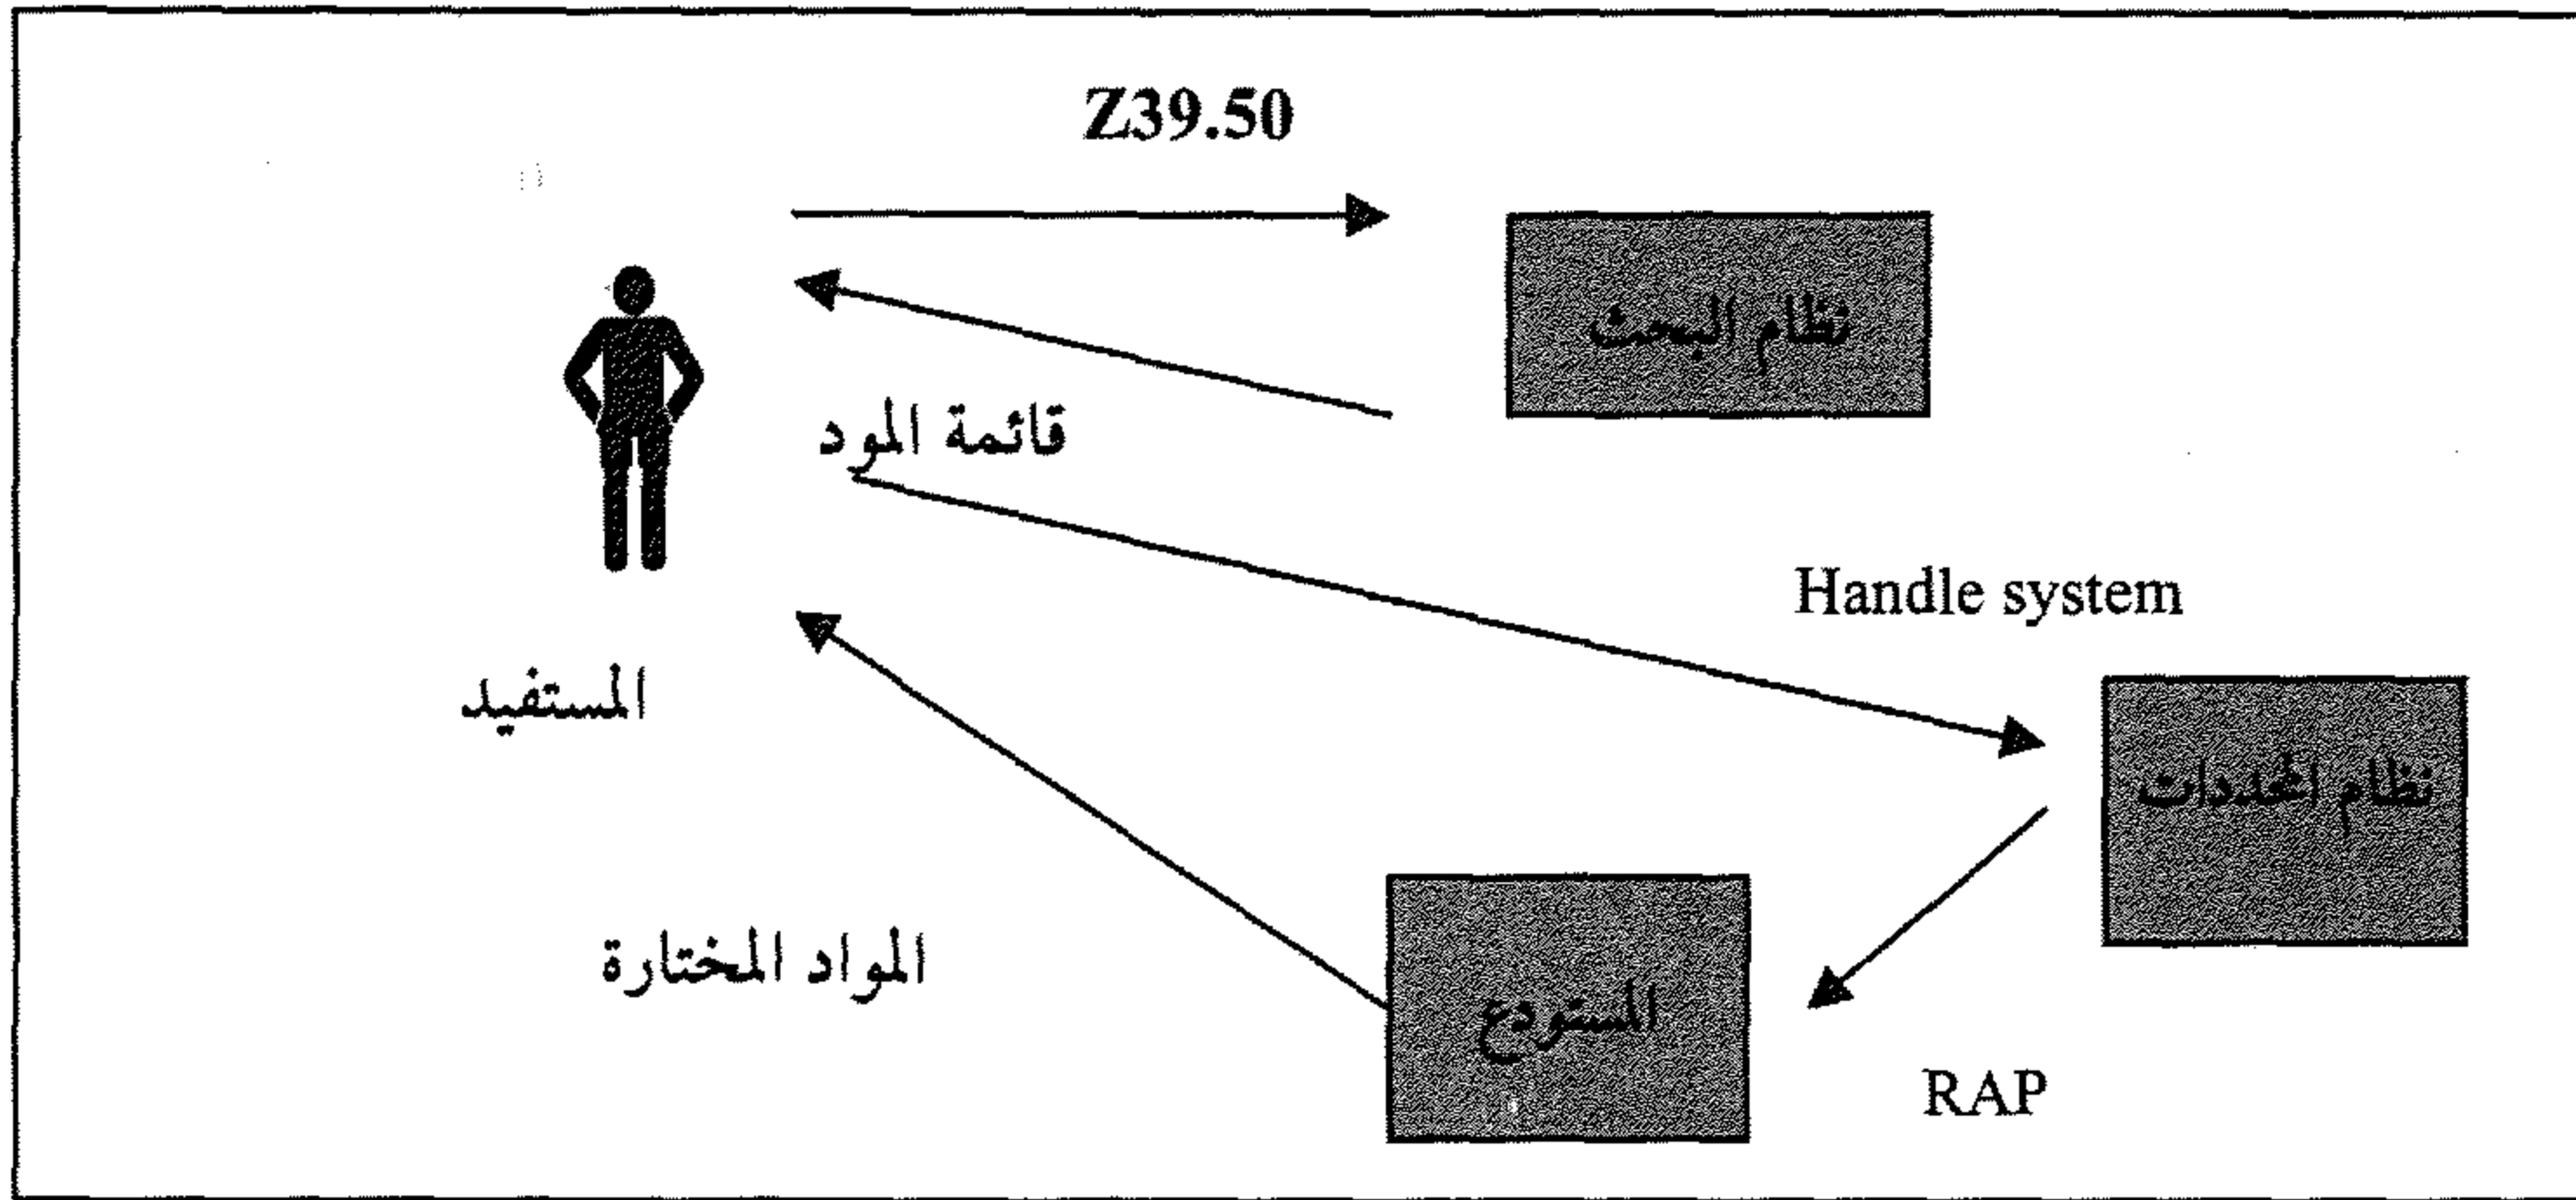 Z39.50
نظام البحث
قائمة المود
Handle system
المستفيد
نظام المحددات
المواد المختارة
المستودع
RAP